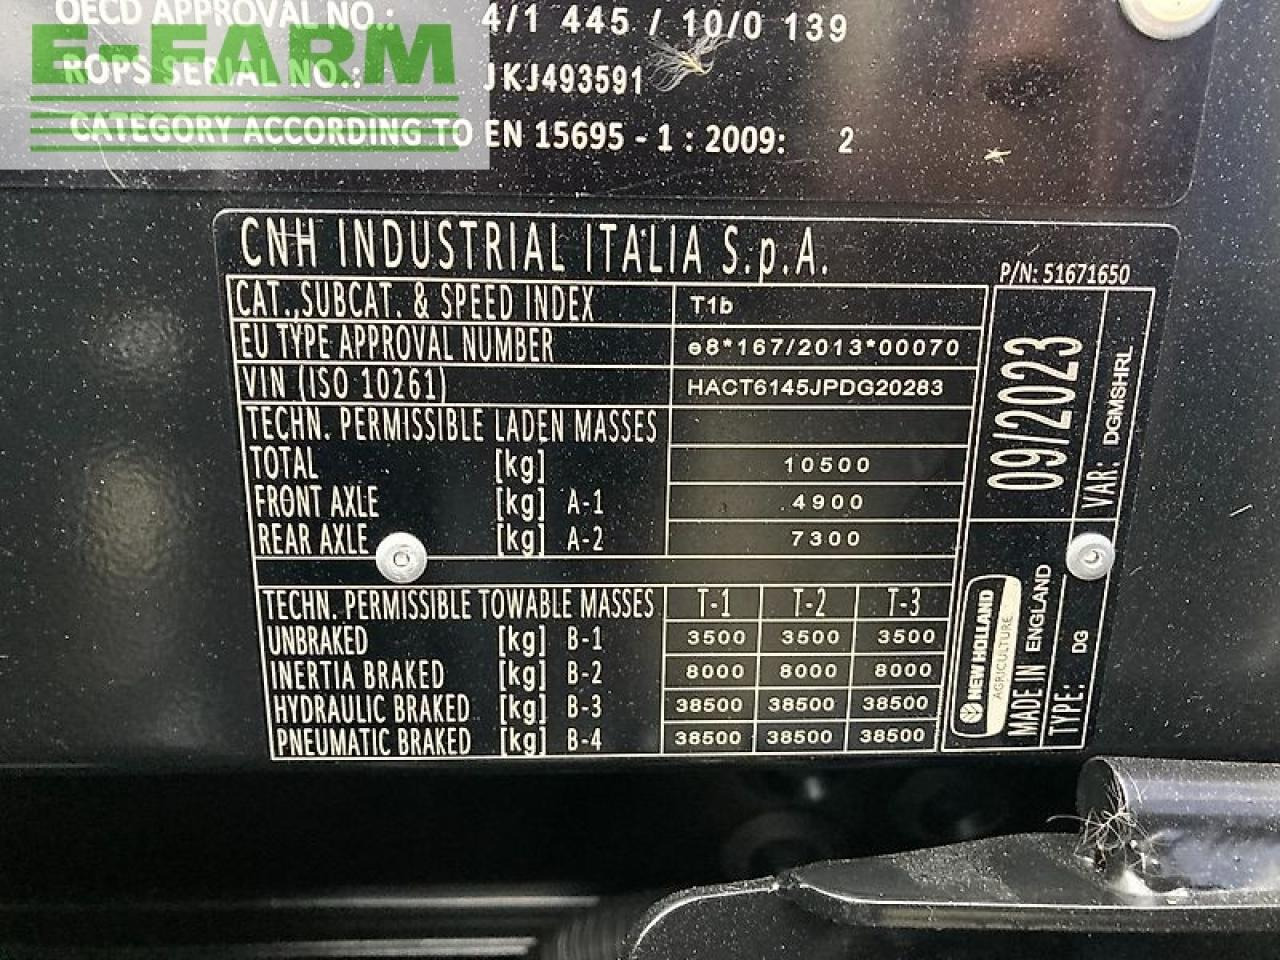 OECD APPROVAL NO.: 4/1 445 / 10/0 139
E-FARM
ROPS SERIAL NO.: JKJ493591
CATEGORY ACCORDING TO EN 15695 - 1 : 2009: 2
CNH INDUSTRIAL ITALIA S.p.A.
P/N: 51671650
CAT.,SUBCAT. & SPEED INDEX T1b
EU TYPE APPROVAL NUMBER e8*167/2013*00070
VIN (ISO 10261) HACT6145JPDG20283
TECHN. PERMISSIBLE LADEN MASSES
TOTAL [kg] 10500
FRONT AXLE [kg] A-1 4900
REAR AXLE [kg] A-2 7300
TECHN. PERMISSIBLE TOWABLE MASSES T-1 T-2 T-3
UNBRAKED [kg] B-1 3500 3500 3500
INERTIA BRAKED [kg] B-2 8000 8000 8000
HYDRAULIC BRAKED [kg] B-3 38500 38500 38500
PNEUMATIC BRAKED [kg] B-4 38500 38500 38500
09/2023
VAR: DGMSHRL
NEW HOLLAND
AGRICULTURE
MADE IN ENGLAND
TYPE: DG